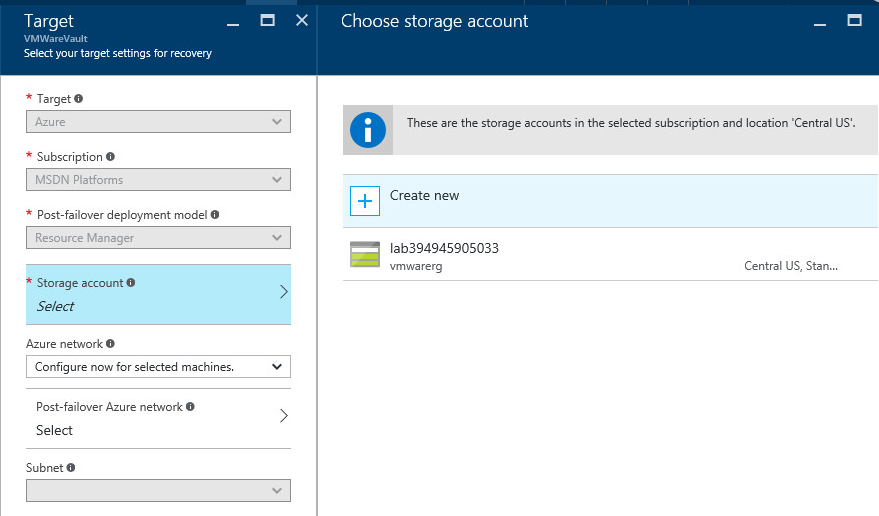 Target
VMWareVault
Select your target settings for recovery
* Target
Azure
* Subscription
MSDN Platforms
* Post-failover deployment model
Resource Manager
* Storage account
Select
Azure network
Configure now for selected machines.
Post-failover Azure network
Select
Subnet
Choose storage account
These are the storage accounts in the selected subscription and location 'Central US'.
Create new
lab394945905033
vmwarerg
Central US, Stan...